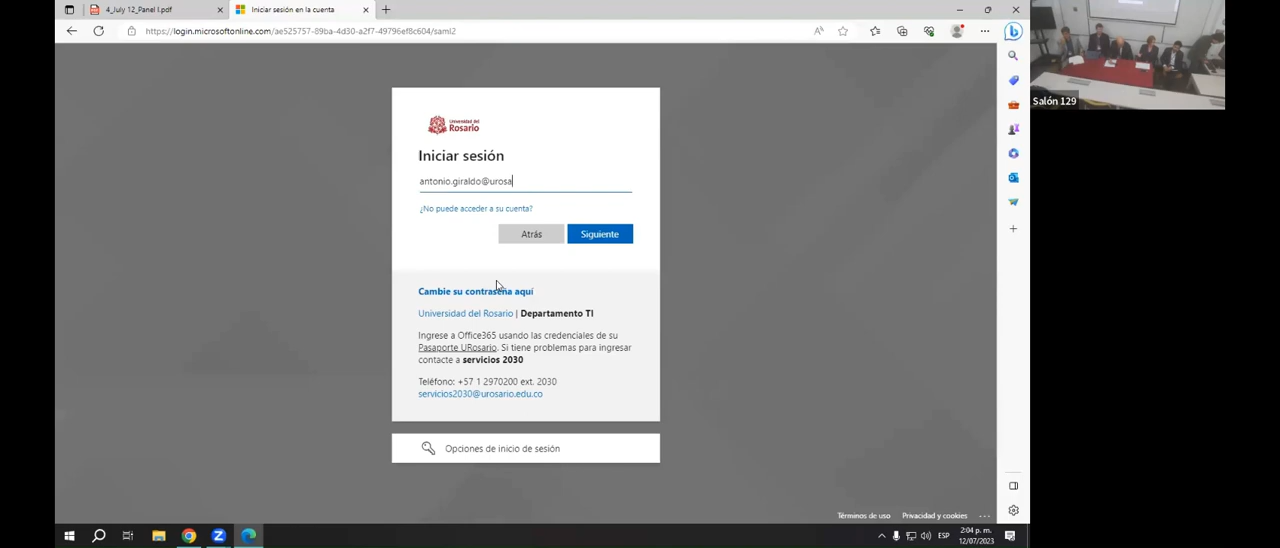 4_July 12_Panel I.pdf
Iniciar sesión en la cuenta
https://login.microsoftonline.com/ae525757-89ba-4d30-a2f7-49796ef8c604/saml2
Salón 129
Universidad del
Rosario
Iniciar sesión
antonio.giraldo@urosa
¿No puede acceder a su cuenta?
Atrás
Siguiente
Cambie su contraseña aquí
Universidad del Rosario | Departamento TI
Ingrese a Office365 usando las credenciales de su
Pasaporte URosario. Si tiene problemas para ingresar
contacte a servicios 2030
Teléfono: +57 1 2970200 ext. 2030
servicios2030@urosario.edu.co
Opciones de inicio de sesión
Términos de uso
Privacidad y cookies
...
ESP
2:04 p. m.
12/07/2023